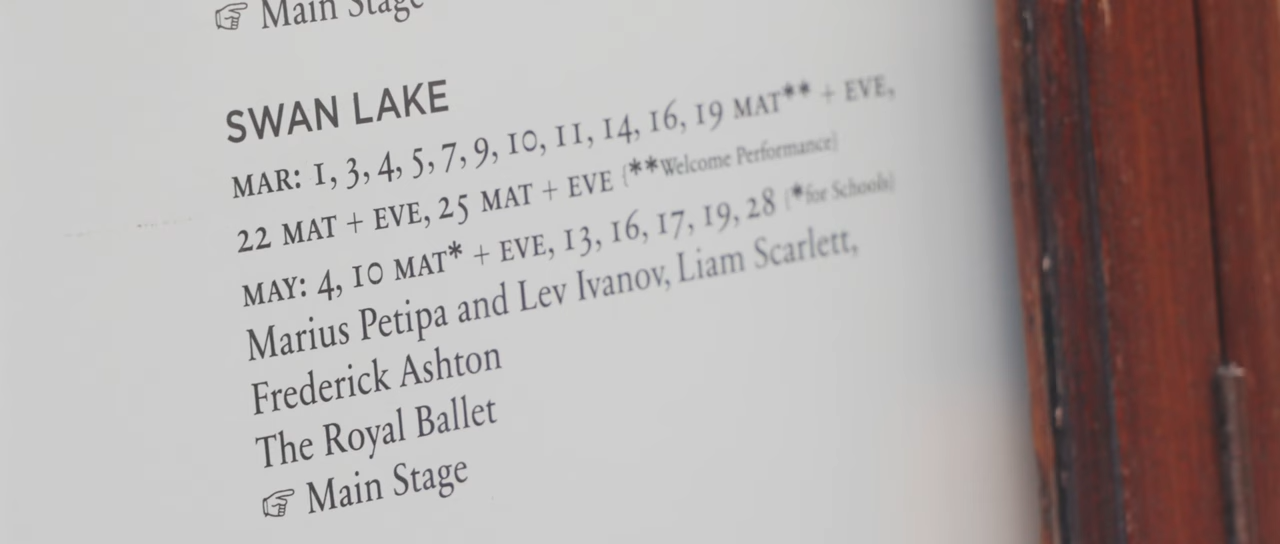 ☞ Main Stage
SWAN LAKE
MAR: 1, 3, 4, 5, 7, 9, 10, 11, 14, 16, 19 MAT** + EVE,
22 MAT + EVE, 25 MAT + EVE (**Welcome Performance)
MAY: 4, 10 MAT* + EVE, 13, 16, 17, 19, 28 (*for Schools)
Marius Petipa and Lev Ivanov, Liam Scarlett,
Frederick Ashton
The Royal Ballet
☞ Main Stage